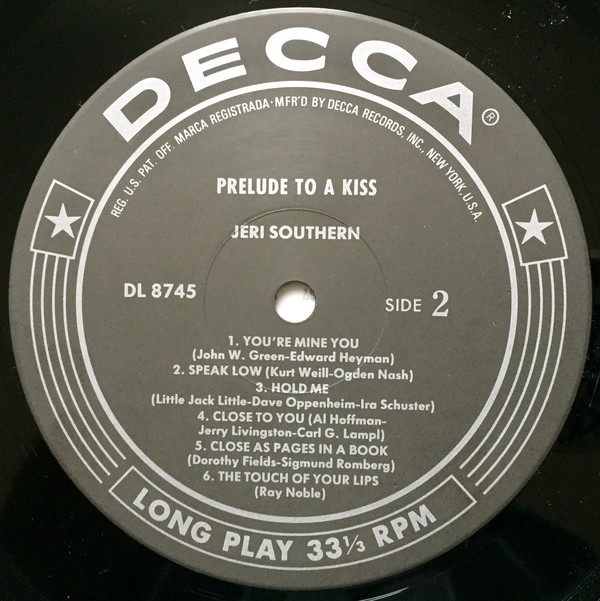 DECCA®
REG. U.S. PAT. OFF. MARCA REGISTRADA·MFR'D BY DECCA RECORDS, INC., NEW YORK, U.S.A.
PRELUDE TO A KISS
JERI SOUTHERN
DL 8745
SIDE 2
1. YOU'RE MINE YOU
(John W. Green-Edward Heyman)
2. SPEAK LOW (Kurt Weill-Ogden Nash)
3. HOLD ME
(Little Jack Little-Dave Oppenheim-Ira Schuster)
4. CLOSE TO YOU (Al Hoffman-
Jerry Livingston-Carl G. Lampl)
5. CLOSE AS PAGES IN A BOOK
(Dorothy Fields-Sigmund Romberg)
6. THE TOUCH OF YOUR LIPS
(Ray Noble)
LONG PLAY 33⅓ RPM